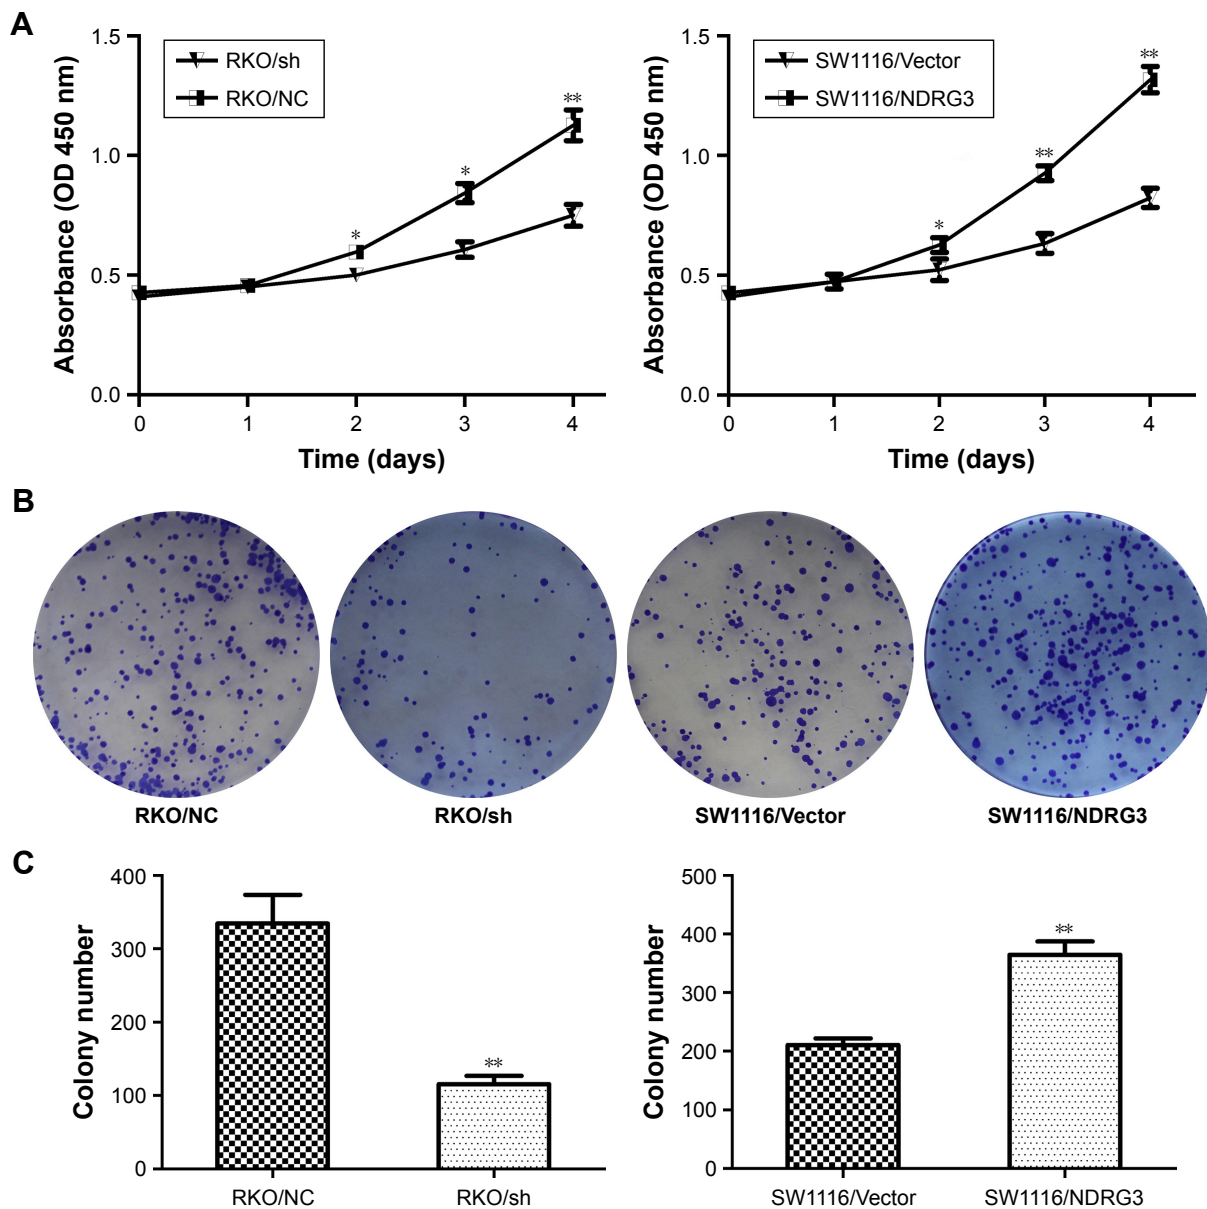 A
1.5
1.0
0.5
0.0
Absorbance (OD 450 nm)
RKO/sh
RKO/NC
*
*
**
0
1
2
3
4
Time (days)
1.5
1.0
0.5
0.0
Absorbance (OD 450 nm)
SW1116/Vector
SW1116/NDRG3
*
**
**
0
1
2
3
4
Time (days)
B
RKO/NC
RKO/sh
SW1116/Vector
SW1116/NDRG3
C
400
300
200
100
0
Colony number
**
RKO/NC
RKO/sh
500
400
300
200
100
0
Colony number
**
SW1116/Vector
SW1116/NDRG3